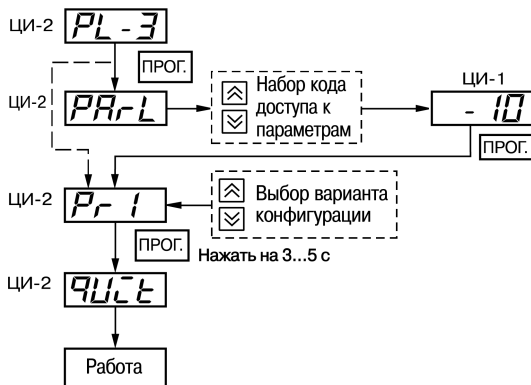 ЦИ-2 PL-3
ПРОГ.
ЦИ-2 PArL
Набор кода
доступа к
параметрам
ЦИ-1
- 10
ПРОГ.
ЦИ-2 Pr 1
Выбор варианта
конфигурации
ПРОГ.
Нажать на 3...5 с
ЦИ-2 quit
Работа